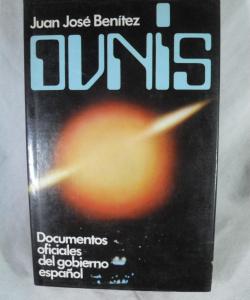 Juan José Benítez
OVNIS
Documentos
oficiales
del gobierno
español